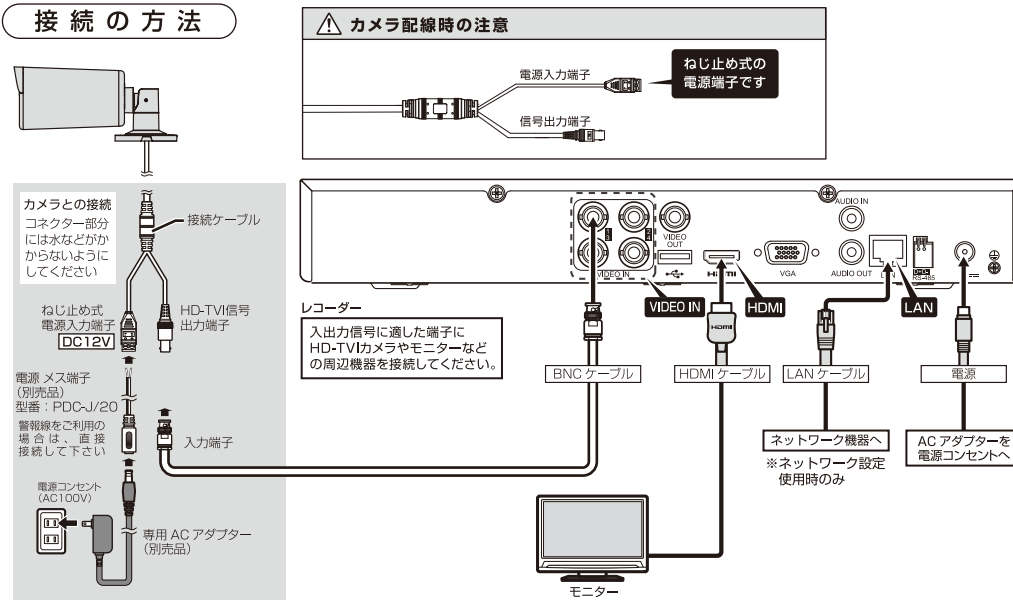 接続の方法
カメラ配線時の注意
電源入力端子
ねじ止め式の
電源端子です
信号出力端子
カメラとの接続
コネクター部分
には水などがか
からないように
してください
接続ケーブル
ねじ止め式
電源入力端子
DC12V
HD-TVI信号
出力端子
電源 メス端子
(別売品)
型番：PDC-J/20
警報線をご利用の
場合は、直接
接続して下さい
入力端子
電源コンセント
(AC100V)
専用 AC アダプター
(別売品)
AUDIO IN
VIDEO
OUT
VIDEO IN
HDMI
VGA
AUDIO OUT
LAN
RS-485
VIDEO IN
HDMI
LAN
レコーダー
入出力信号に適した端子に
HD-TVIカメラやモニターなど
の周辺機器を接続してください。
HDMI
BNC ケーブル
HDMI ケーブル
LAN ケーブル
電源
ネットワーク機器へ
※ネットワーク設定
使用時のみ
AC アダプターを
電源コンセントへ
モニター